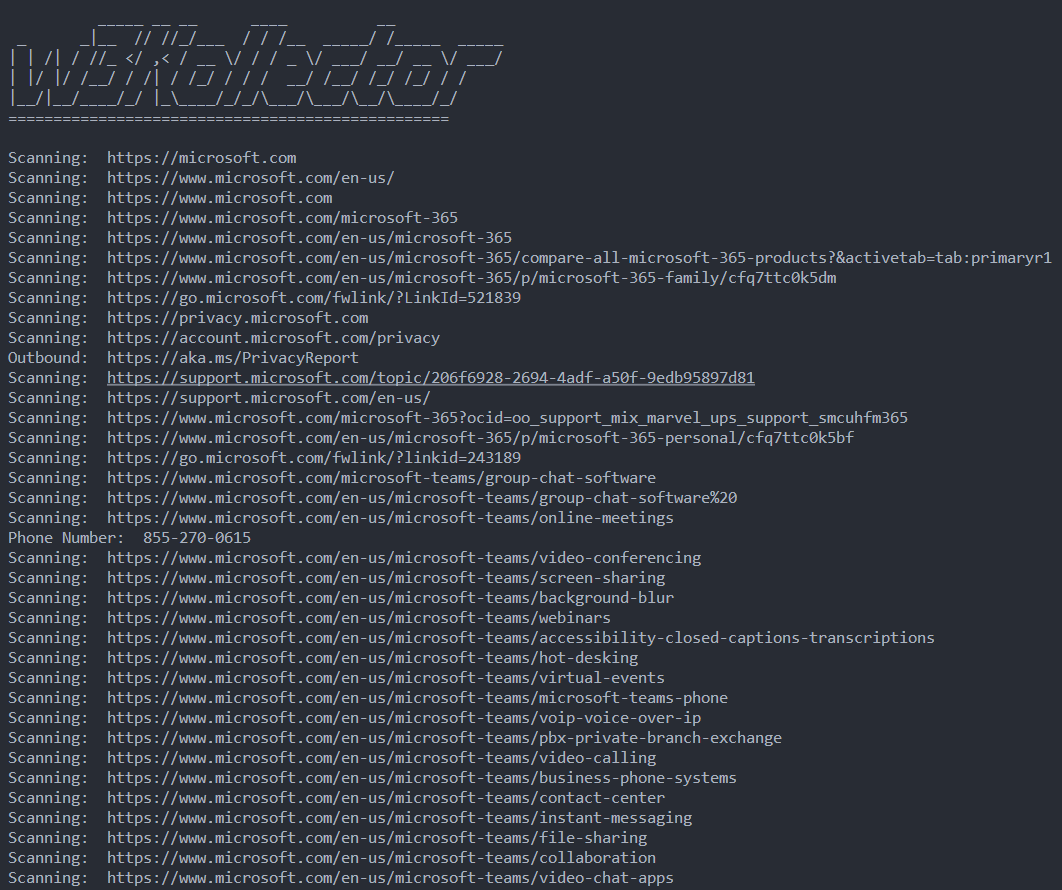 w3Kollector
================================================
Scanning:  https://microsoft.com
Scanning:  https://www.microsoft.com/en-us/
Scanning:  https://www.microsoft.com
Scanning:  https://www.microsoft.com/microsoft-365
Scanning:  https://www.microsoft.com/en-us/microsoft-365
Scanning:  https://www.microsoft.com/en-us/microsoft-365/compare-all-microsoft-365-products?&activetab=tab:primaryr1
Scanning:  https://www.microsoft.com/en-us/microsoft-365/p/microsoft-365-family/cfq7ttc0k5dm
Scanning:  https://go.microsoft.com/fwlink/?LinkId=521839
Scanning:  https://privacy.microsoft.com
Scanning:  https://account.microsoft.com/privacy
Outbound:  https://aka.ms/PrivacyReport
Scanning:  https://support.microsoft.com/topic/206f6928-2694-4adf-a50f-9edb95897d81
Scanning:  https://support.microsoft.com/en-us/
Scanning:  https://www.microsoft.com/microsoft-365?ocid=oo_support_mix_marvel_ups_support_smcuhfm365
Scanning:  https://www.microsoft.com/en-us/microsoft-365/p/microsoft-365-personal/cfq7ttc0k5bf
Scanning:  https://go.microsoft.com/fwlink/?linkid=243189
Scanning:  https://www.microsoft.com/microsoft-teams/group-chat-software
Scanning:  https://www.microsoft.com/en-us/microsoft-teams/group-chat-software%20
Scanning:  https://www.microsoft.com/en-us/microsoft-teams/online-meetings
Phone Number:  855-270-0615
Scanning:  https://www.microsoft.com/en-us/microsoft-teams/video-conferencing
Scanning:  https://www.microsoft.com/en-us/microsoft-teams/screen-sharing
Scanning:  https://www.microsoft.com/en-us/microsoft-teams/background-blur
Scanning:  https://www.microsoft.com/en-us/microsoft-teams/webinars
Scanning:  https://www.microsoft.com/en-us/microsoft-teams/accessibility-closed-captions-transcriptions
Scanning:  https://www.microsoft.com/en-us/microsoft-teams/hot-desking
Scanning:  https://www.microsoft.com/en-us/microsoft-teams/virtual-events
Scanning:  https://www.microsoft.com/en-us/microsoft-teams/microsoft-teams-phone
Scanning:  https://www.microsoft.com/en-us/microsoft-teams/voip-voice-over-ip
Scanning:  https://www.microsoft.com/en-us/microsoft-teams/pbx-private-branch-exchange
Scanning:  https://www.microsoft.com/en-us/microsoft-teams/video-calling
Scanning:  https://www.microsoft.com/en-us/microsoft-teams/business-phone-systems
Scanning:  https://www.microsoft.com/en-us/microsoft-teams/contact-center
Scanning:  https://www.microsoft.com/en-us/microsoft-teams/instant-messaging
Scanning:  https://www.microsoft.com/en-us/microsoft-teams/file-sharing
Scanning:  https://www.microsoft.com/en-us/microsoft-teams/collaboration
Scanning:  https://www.microsoft.com/en-us/microsoft-teams/video-chat-apps